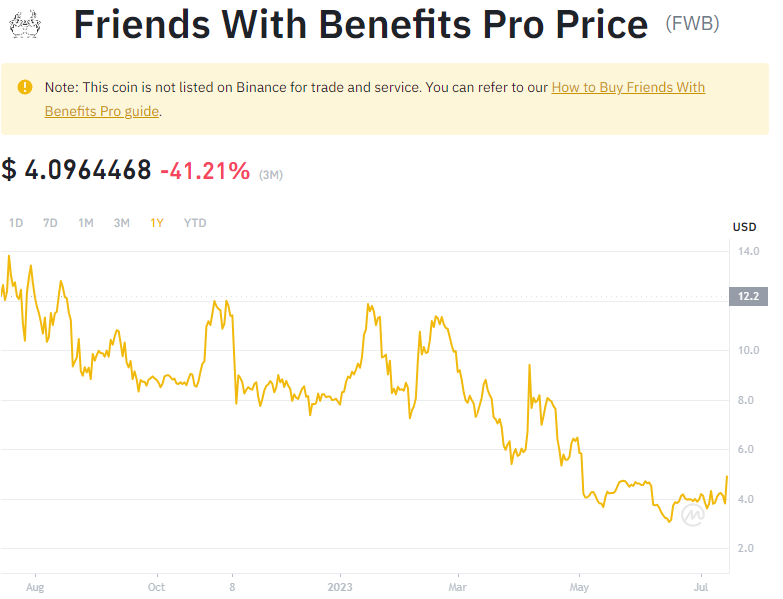 Friends With Benefits Pro Price (FWB)
Note: This coin is not listed on Binance for trade and service. You can refer to our How to Buy Friends With
Benefits Pro guide.
$ 4.0964468 -41.21% (3M)
1D 7D 1M 3M 1Y YTD
USD
14.0
12.2
10.0
8.0
6.0
4.0
2.0
Aug Oct 8 2023 Mar May Jul